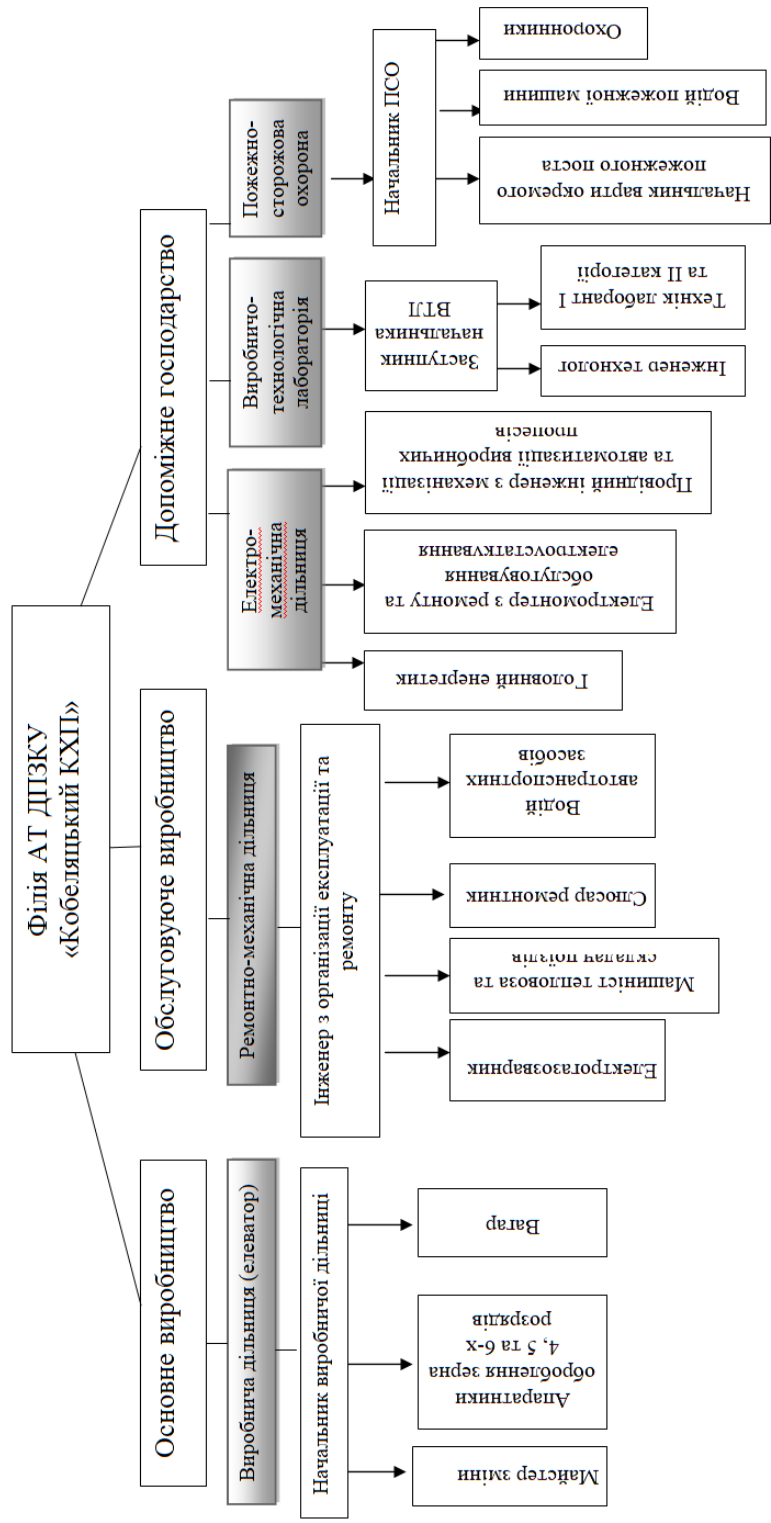 Філія АТ ДПЗКУ
«Кобеляцький КХП»
Основне виробництво
Обслуговуюче виробництво
Допоміжне господарство
Виробнича дільниця (елеватор)
Ремонтно-механічна дільниця
Електро-
механічна
дільниця
Виробничо-
технологічна
лабораторія
Пожежно-
сторожова
охорона
Начальник виробничої дільниці
Інженер з організації експлуатації та
ремонту
Заступник
начальника
ВТЛ
Начальник ПСО
Майстер зміни
Апаратники
оброблення зерна
4, 5 та 6-х
розрядів
Вагар
Електрогазозварник
Машиніст тепловоза та
складач поїздів
Слюсар ремонтник
Водій
автотранспортних
засобів
Головний енергетик
Електромонтер з ремонту та
обслуговування
електроустаткування
Провідний інженер з механізації
та автоматизації виробничих
процесів
Інженер технолог
Технік лаборант І
та ІІ категорії
Начальник варти окремого
пожежного поста
Водій пожежної машини
Охоронники